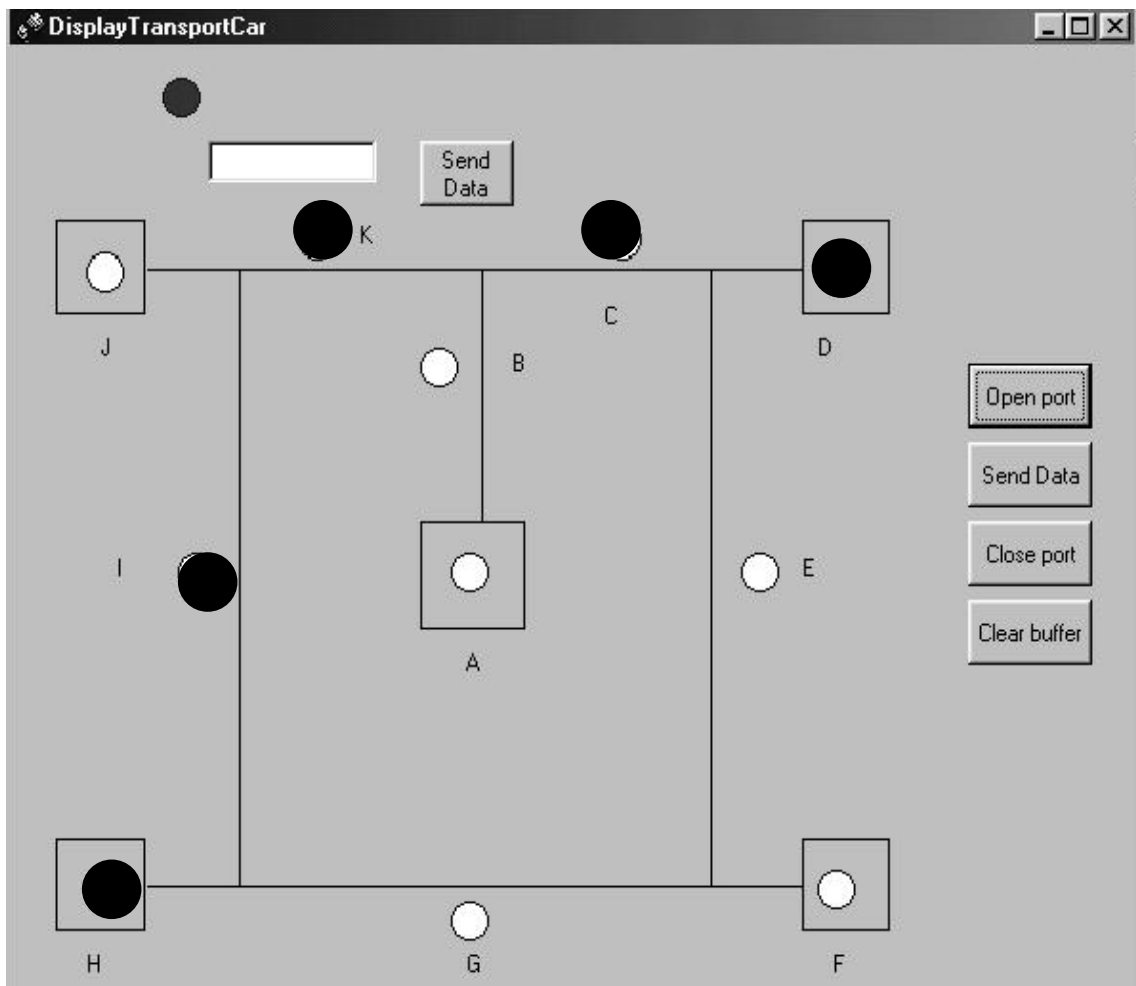 DisplayTransportCar
Send
Data
K
C
J
B
D
Open port
Send Data
I
E
Close port
A
Clear buffer
H
G
F